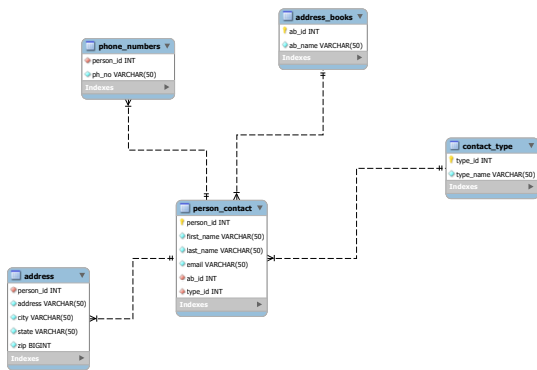 address_books
ab_id INT
ab_name VARCHAR(50)
Indexes
phone_numbers
person_id INT
ph_no VARCHAR(50)
Indexes
contact_type
type_id INT
type_name VARCHAR(50)
Indexes
person_contact
person_id INT
first_name VARCHAR(50)
last_name VARCHAR(50)
email VARCHAR(50)
ab_id INT
type_id INT
Indexes
address
person_id INT
address VARCHAR(50)
city VARCHAR(50)
state VARCHAR(50)
zip BIGINT
Indexes